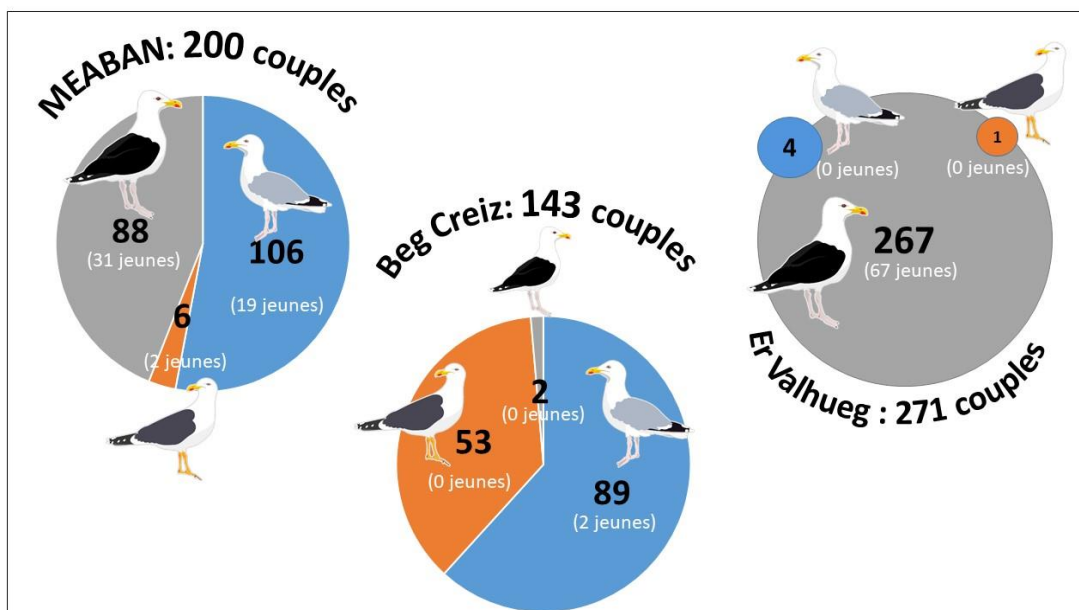 MEABAN: 200 couples
88
(31 jeunes)
106
(19 jeunes)
6
(2 jeunes)
Beg Creiz: 143 couples
2
(0 jeunes)
53
(0 jeunes)
89
(2 jeunes)
4
(0 jeunes)
1
(0 jeunes)
267
(67 jeunes)
Er Valhueg : 271 couples